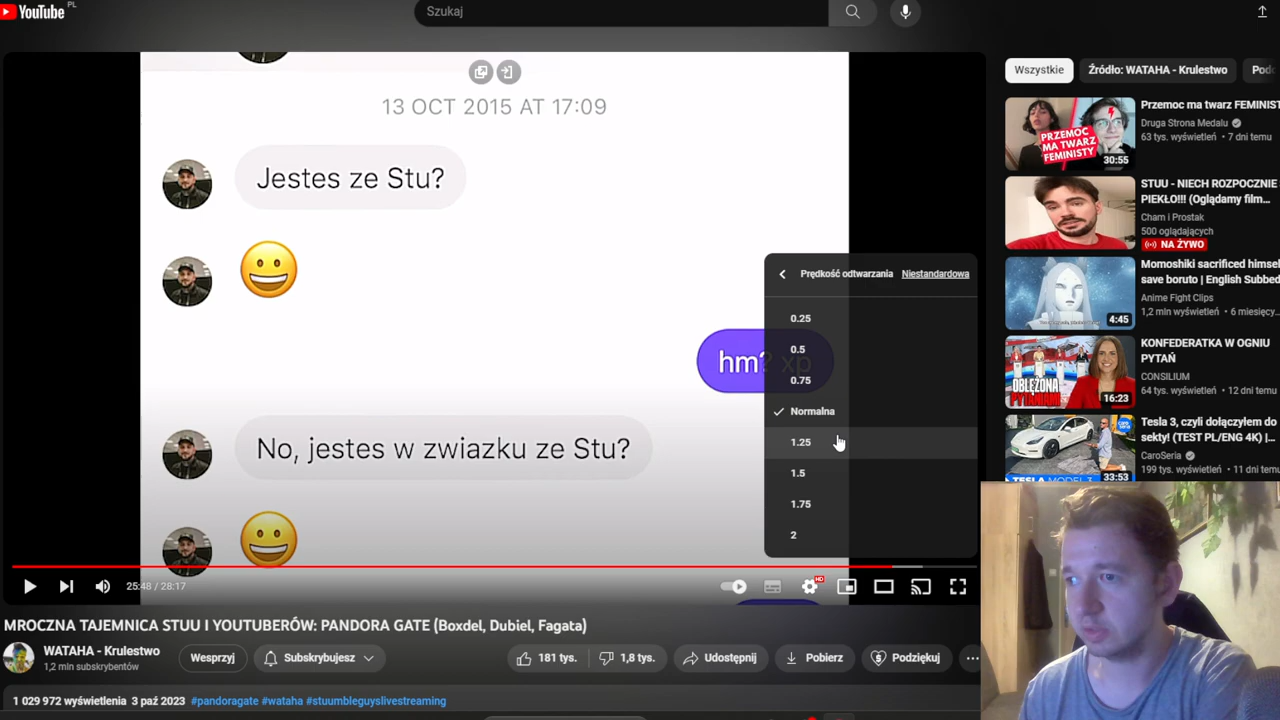 YouTube PL
Szukaj
13 OCT 2015 AT 17:09
Jestes ze Stu?
hm? xp
No, jestes w zwiazku ze Stu?
Prędkość odtwarzania Niestandardowa
0.25
0.5
0.75
Normalna
1.25
1.5
1.75
2
25:48 / 28:17
HD
MROCZNA TAJEMNICA STUU I YOUTUBERÓW: PANDORA GATE (Boxdel, Dubiel, Fagata)
WATAHA - Krulestwo
1,2 mln subskrybentów
Wesprzyj
Subskrybujesz
181 tys.
1,8 tys.
Udostępnij
Pobierz
Podziękuj
1 029 972 wyświetlenia 3 paź 2023 #pandoragate #wataha #stuumbleguyslivestreaming
Wszystkie
Źródło: WATAHA - Krulestwo
PRZEMOC
MA TWARZ
FEMINISTY
30:55
Przemoc ma twarz FEMINIST
Druga Strona Medalu
63 tys. wyświetleń • 7 dni temu
STUU - NIECH ROZPOCZNIE
PIEKŁO!!! (Oglądamy film...
Cham i Prostak
500 oglądających
NA ŻYWO
4:45
Momoshiki sacrificed himse
save boruto | English Subbed
Anime Fight Clips
1,2 mln wyświetleń • 6 miesięcy...
OBLĘŻONA
PYTANIAMI
16:23
KONFEDERATKA W OGNIU
PYTAŃ
CONSILIUM
64 tys. wyświetleń • 12 dni temu
TESLA MODEL 3
33:53
Tesla 3, czyli dołączyłem do
sekty! (TEST PL/ENG 4K) |...
CaroSeria
199 tys. wyświetleń • 11 dni temu